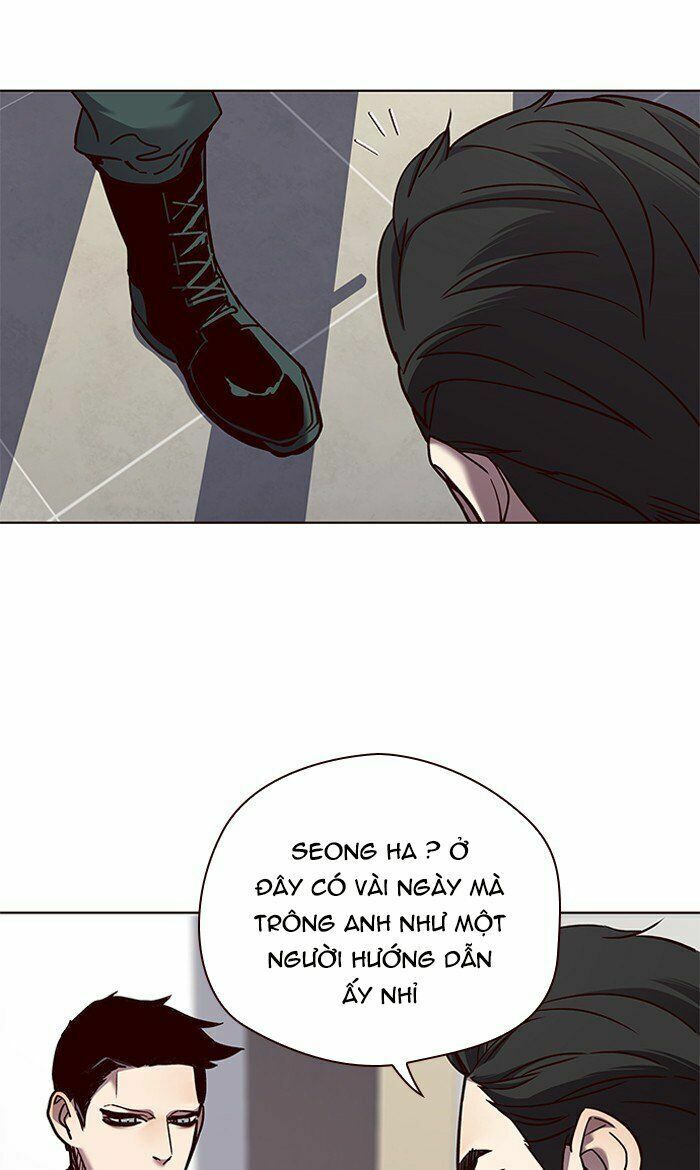 SEONG HA ? Ở
ĐÂY CÓ VÀI NGÀY MÀ
TRÔNG ANH NHƯ MỘT
NGƯỜI HƯỚNG DẪN
ẤY NHỈ